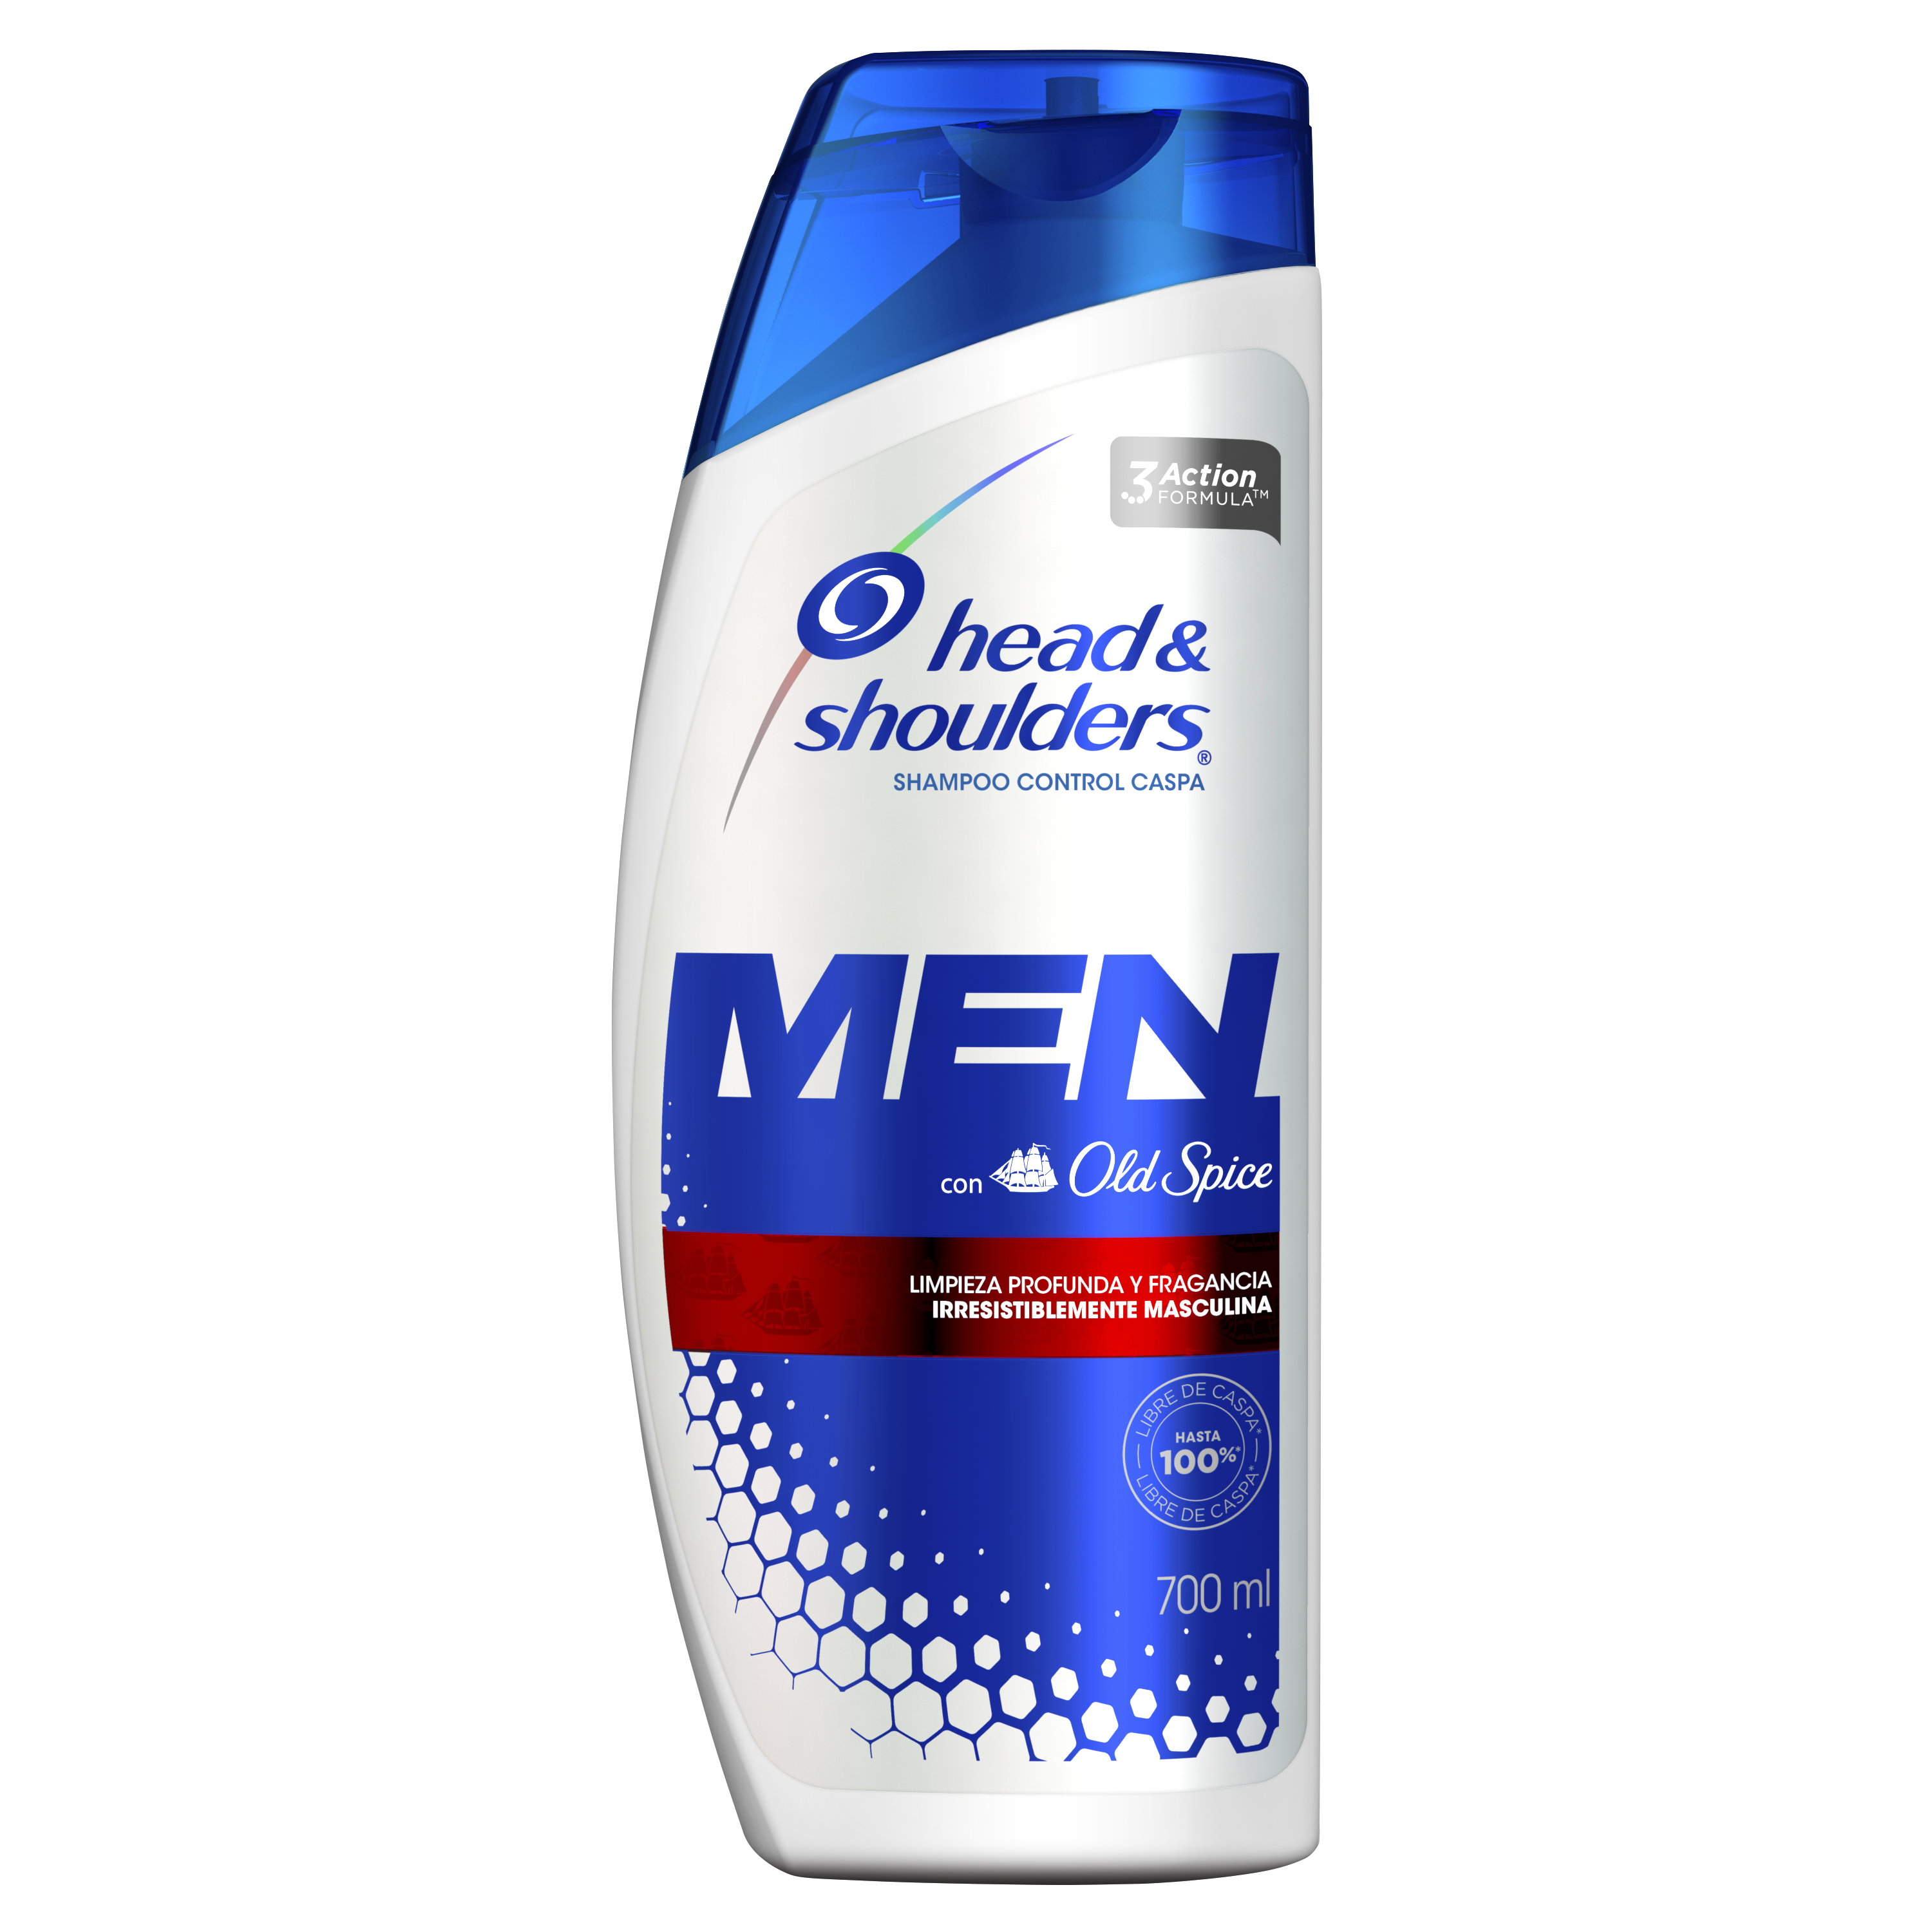 3 Action
FORMULA™
head &
shoulders®
SHAMPOO CONTROL CASPA
MEN
con Old Spice
LIMPIEZA PROFUNDA Y FRAGANCIA
IRRESISTIBLEMENTE MASCULINA
LIBRE DE CASPA*
HASTA
100%*
LIBRE DE CASPA*
700 ml